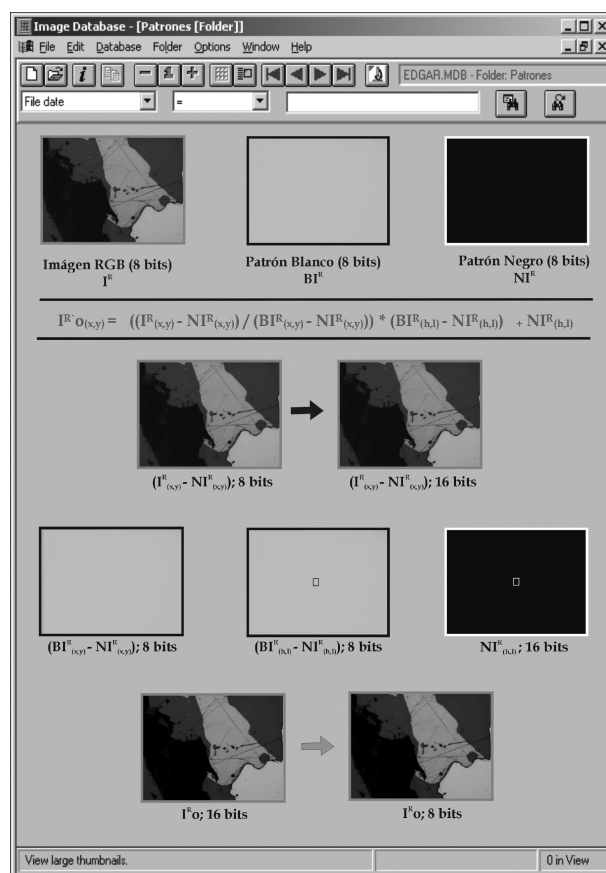 Image Database - [Patrones [Folder]]
File Edit Database Folder Options Window Help
EDGAR.MDB - Folder: Patrones
File date
=
Imágen RGB (8 bits)
I^R
Patrón Blanco (8 bits)
BI^R
Patrón Negro (8 bits)
NI^R
I^R`o(x,y) = ((I^R(x,y) - NI^R(x,y)) / (BI^R(x,y) - NI^R(x,y))) * (BI^R(h,l) - NI^R(h,l)) + NI^R(h,l)
(I^R(x,y) - NI^R(x,y)); 8 bits
(I^R(x,y) - NI^R(x,y)); 16 bits
(BI^R(x,y) - NI^R(x,y)); 8 bits
(BI^R(h,l) - NI^R(h,l)); 8 bits
NI^R(h,l); 16 bits
I^Ro; 16 bits
I^Ro; 8 bits
View large thumbnails.
0 in View